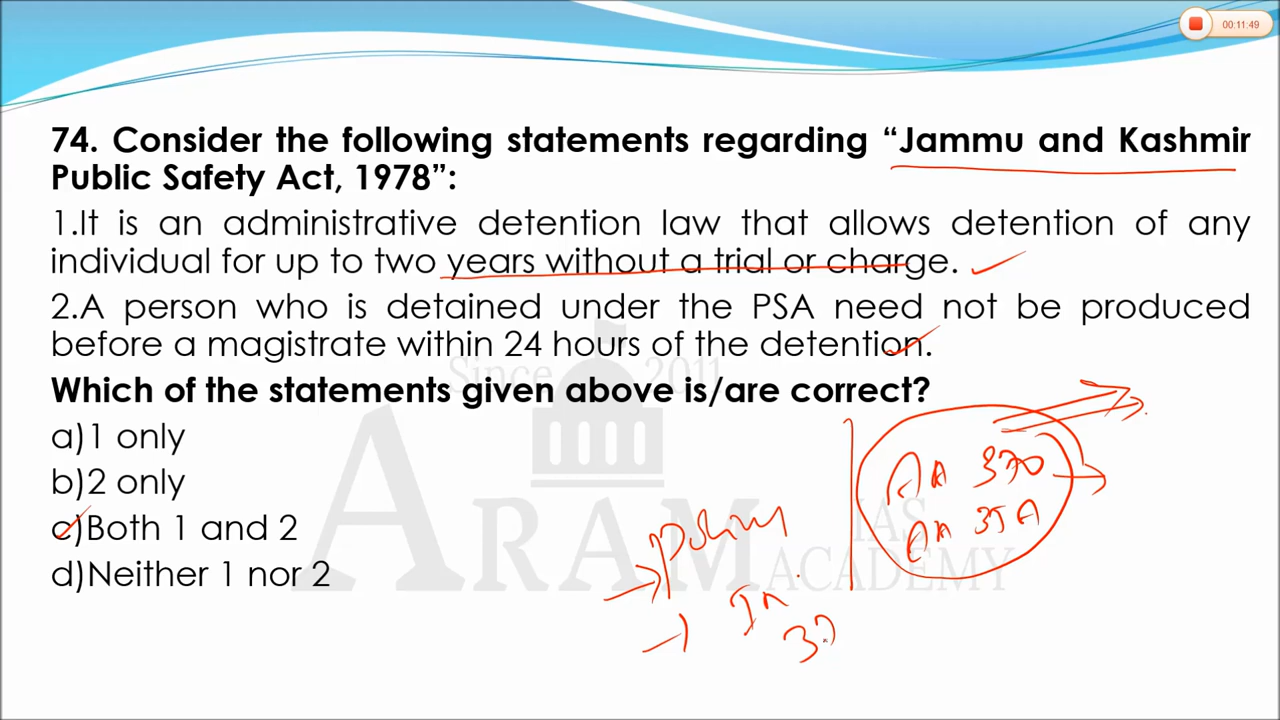 00:11:49
74. Consider the following statements regarding “Jammu and Kashmir
Public Safety Act, 1978”:
1.It is an administrative detention law that allows detention of any
individual for up to two years without a trial or charge.
2.A person who is detained under the PSA need not be produced
before a magistrate within 24 hours of the detention.
Since 2011
Which of the statements given above is/are correct?
a)1 only
b)2 only
c)Both 1 and 2
d)Neither 1 nor 2
370
35A
ARAM IAS ACADEMY